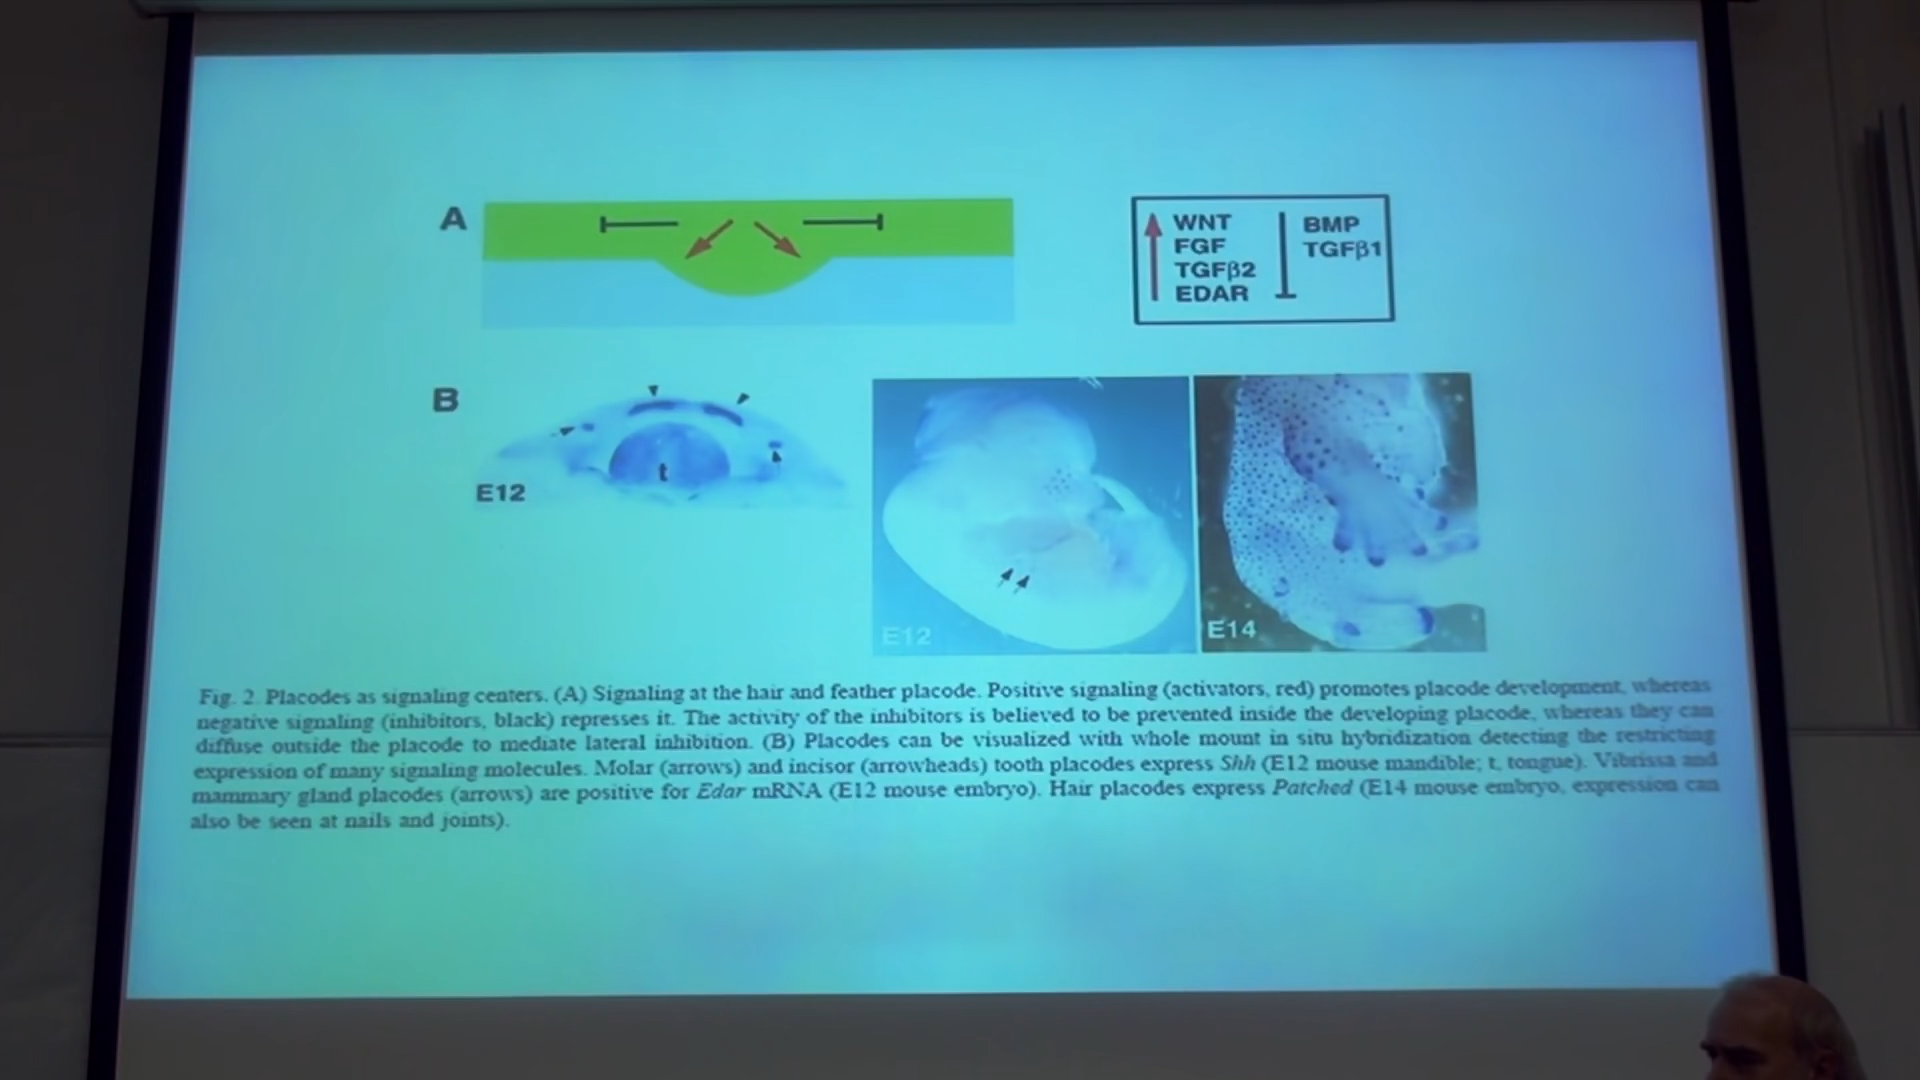 A
WNT
FGF
TGFβ2
EDAR
BMP
TGFβ1
B
t
E12
E12
E14
Fig. 2. Placodes as signaling centers. (A) Signaling at the hair and feather placode. Positive signaling (activators, red) promotes placode development, whereas
negative signaling (inhibitors, black) represses it. The activity of the inhibitors is believed to be prevented inside the developing placode, whereas they can
diffuse outside the placode to mediate lateral inhibition. (B) Placodes can be visualized with whole mount in situ hybridization detecting the restricting
expression of many signaling molecules. Molar (arrows) and incisor (arrowheads) tooth placodes express Shh (E12 mouse mandible; t, tongue). Vibrissa and
mammary gland placodes (arrows) are positive for Edar mRNA (E12 mouse embryo). Hair placodes express Patched (E14 mouse embryo, expression can
also be seen at nails and joints).